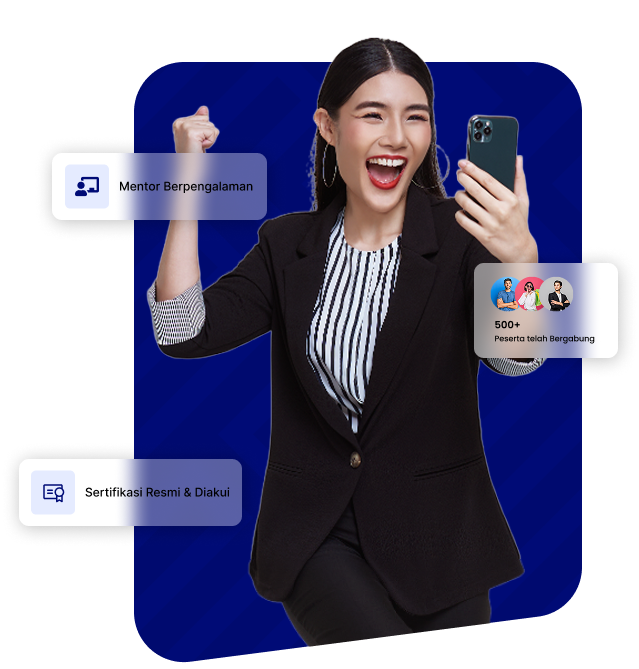 Mentor Berpengalaman
500+
Peserta telah Bergabung
Sertifikasi Resmi & Diakui